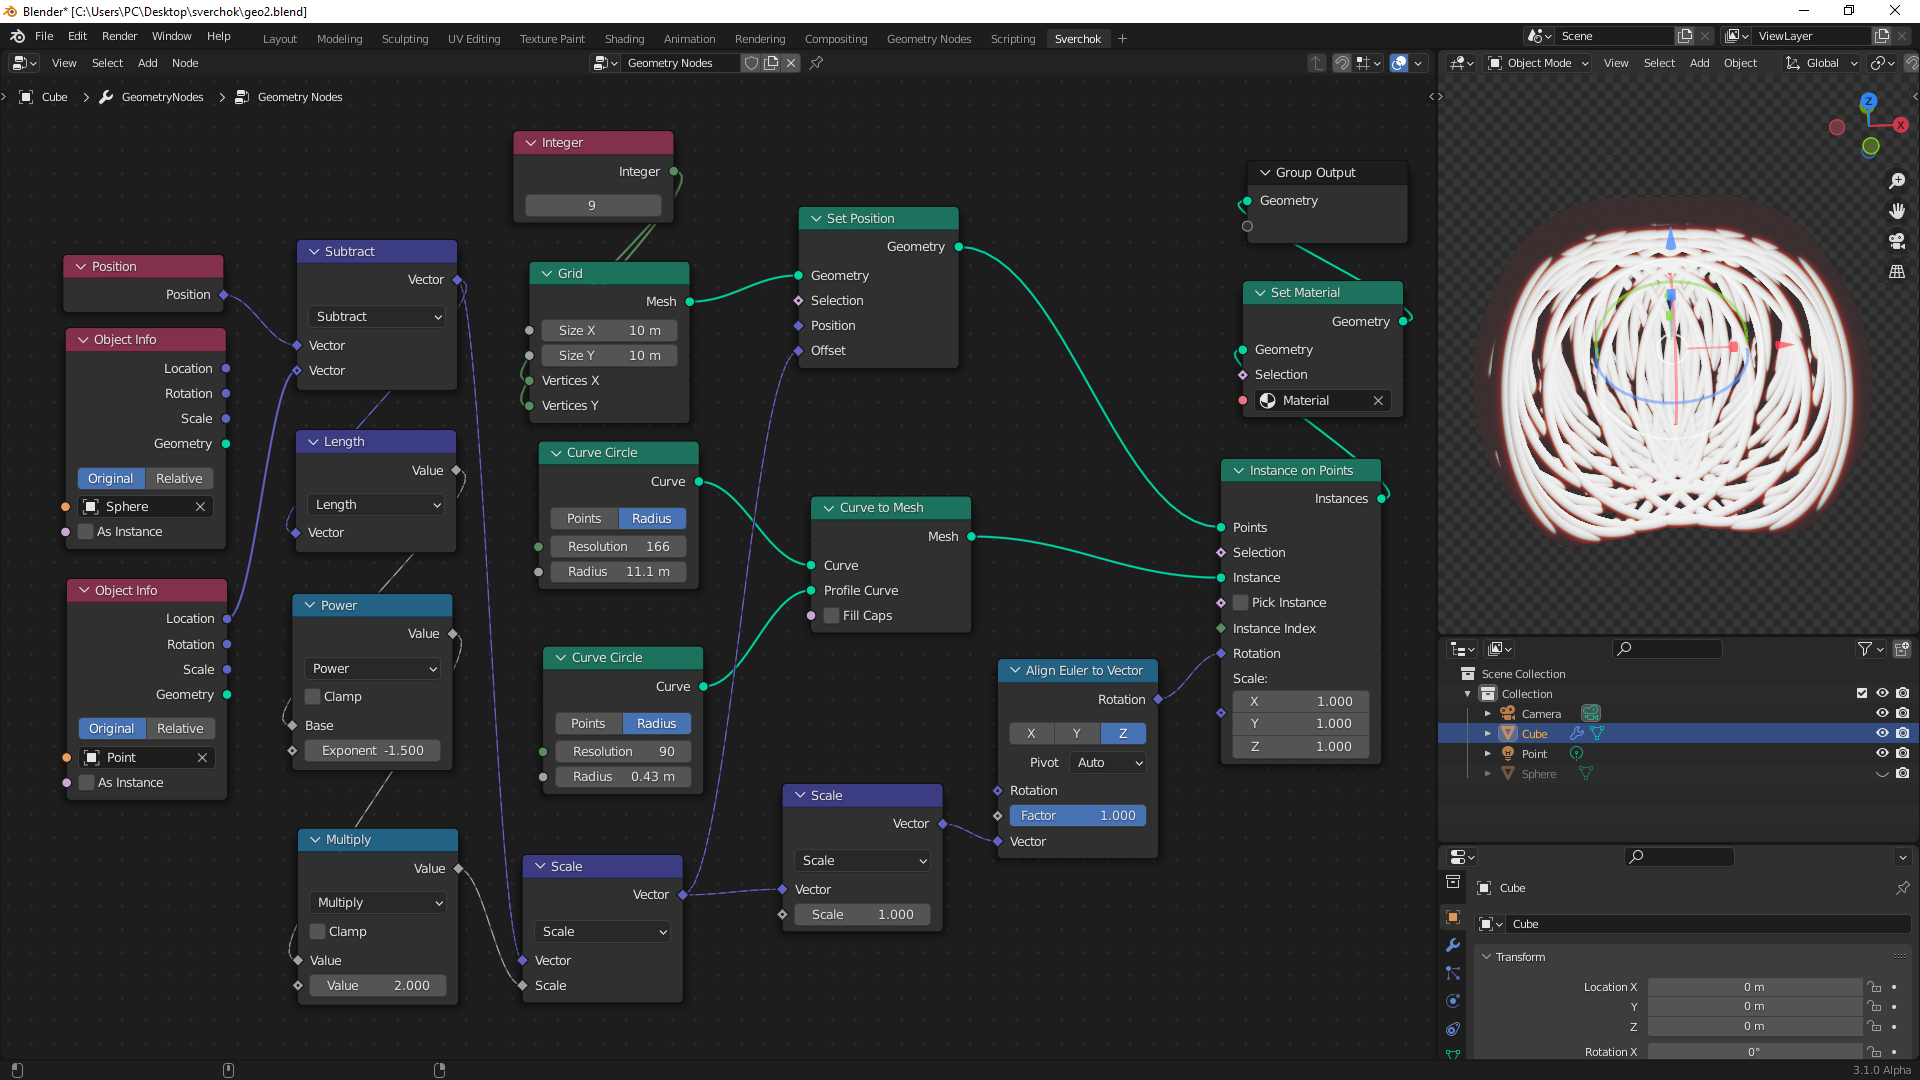 Blender* [C:\Users\PC\Desktop\sverchok\geo2.blend]
File Edit Render Window Help Layout Modeling Sculpting UV Editing Texture Paint Shading Animation Rendering Compositing Geometry Nodes Scripting Sverchok + Scene ViewLayer
View Select Add Node Geometry Nodes
Object Mode View Select Add Object Global
Cube > GeometryNodes > Geometry Nodes
Integer
Integer
9
Position
Position
Object Info
Location
Rotation
Scale
Geometry
Original Relative
Sphere
As Instance
Object Info
Location
Rotation
Scale
Geometry
Original Relative
Point
As Instance
Subtract
Vector
Subtract
Vector
Vector
Length
Value
Length
Vector
Power
Value
Power
Clamp
Base
Exponent -1.500
Multiply
Value
Multiply
Clamp
Value
Value 2.000
Grid
Mesh
Size X 10 m
Size Y 10 m
Vertices X
Vertices Y
Curve Circle
Curve
Points Radius
Resolution 166
Radius 11.1 m
Curve Circle
Curve
Points Radius
Resolution 90
Radius 0.43 m
Scale
Vector
Scale
Vector
Scale
Set Position
Geometry
Geometry
Selection
Position
Offset
Curve to Mesh
Mesh
Curve
Profile Curve
Fill Caps
Scale
Vector
Scale
Vector
Scale 1.000
Align Euler to Vector
Rotation
X Y Z
Pivot Auto
Rotation
Factor 1.000
Vector
Group Output
Geometry
Set Material
Geometry
Geometry
Selection
Material
Instance on Points
Instances
Points
Selection
Instance
Pick Instance
Instance Index
Rotation
Scale:
X 1.000
Y 1.000
Z 1.000
Z
X
Scene Collection
Collection
Camera
Cube
Point
Sphere
Cube
Cube
Transform
Location X 0 m
Y 0 m
Z 0 m
Rotation X 0°
3.1.0 Alpha